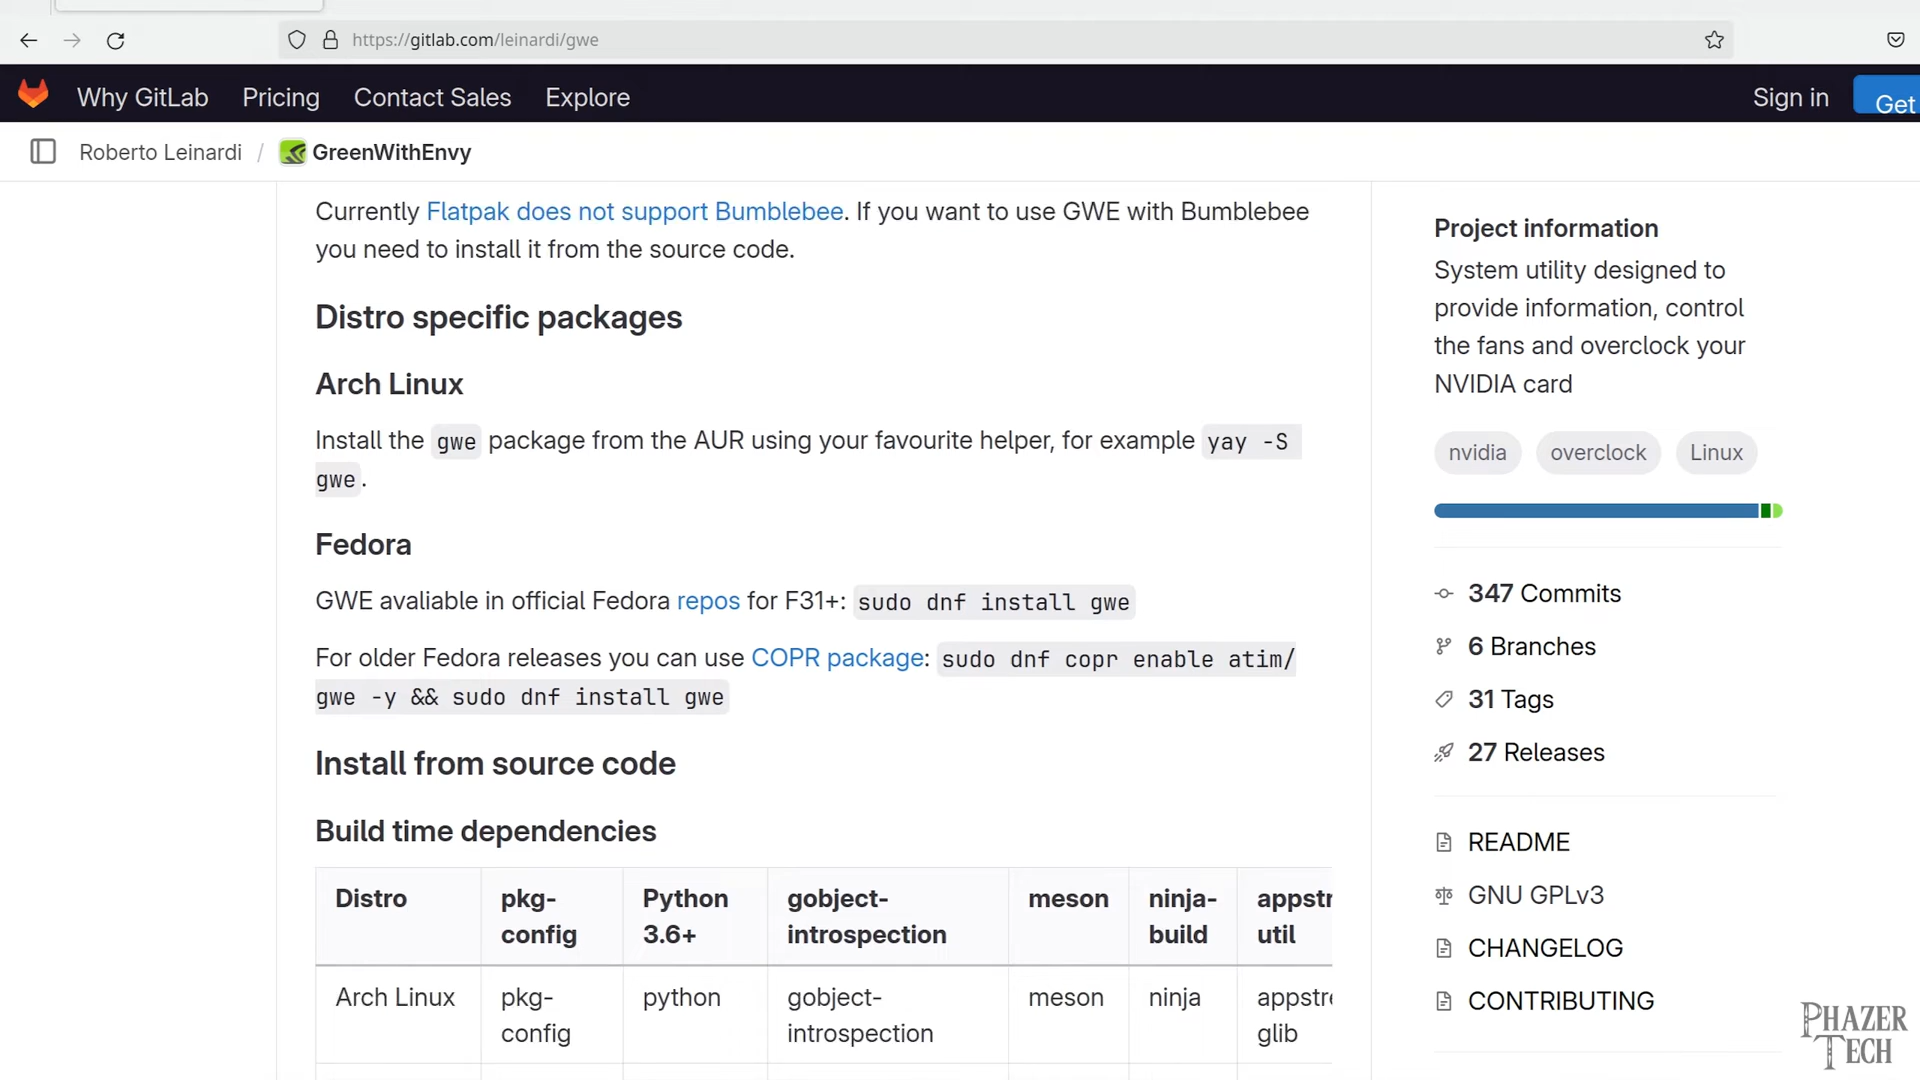 https://gitlab.com/leinardi/gwe
Why GitLab Pricing Contact Sales Explore Sign in Get
Roberto Leinardi / GreenWithEnvy
Currently Flatpak does not support Bumblebee. If you want to use GWE with Bumblebee
you need to install it from the source code.
Distro specific packages
Arch Linux
Install the gwe package from the AUR using your favourite helper, for example yay -S
gwe.
Fedora
GWE avaliable in official Fedora repos for F31+: sudo dnf install gwe
For older Fedora releases you can use COPR package: sudo dnf copr enable atim/
gwe -y && sudo dnf install gwe
Install from source code
Build time dependencies
Distro pkg- Python gobject- meson ninja- appstr
config 3.6+ introspection build util
Arch Linux pkg- python gobject- meson ninja appstre
config introspection glib
Project information
System utility designed to
provide information, control
the fans and overclock your
NVIDIA card
nvidia overclock Linux
347 Commits
6 Branches
31 Tags
27 Releases
README
GNU GPLv3
CHANGELOG
CONTRIBUTING
PHAZER
TECH